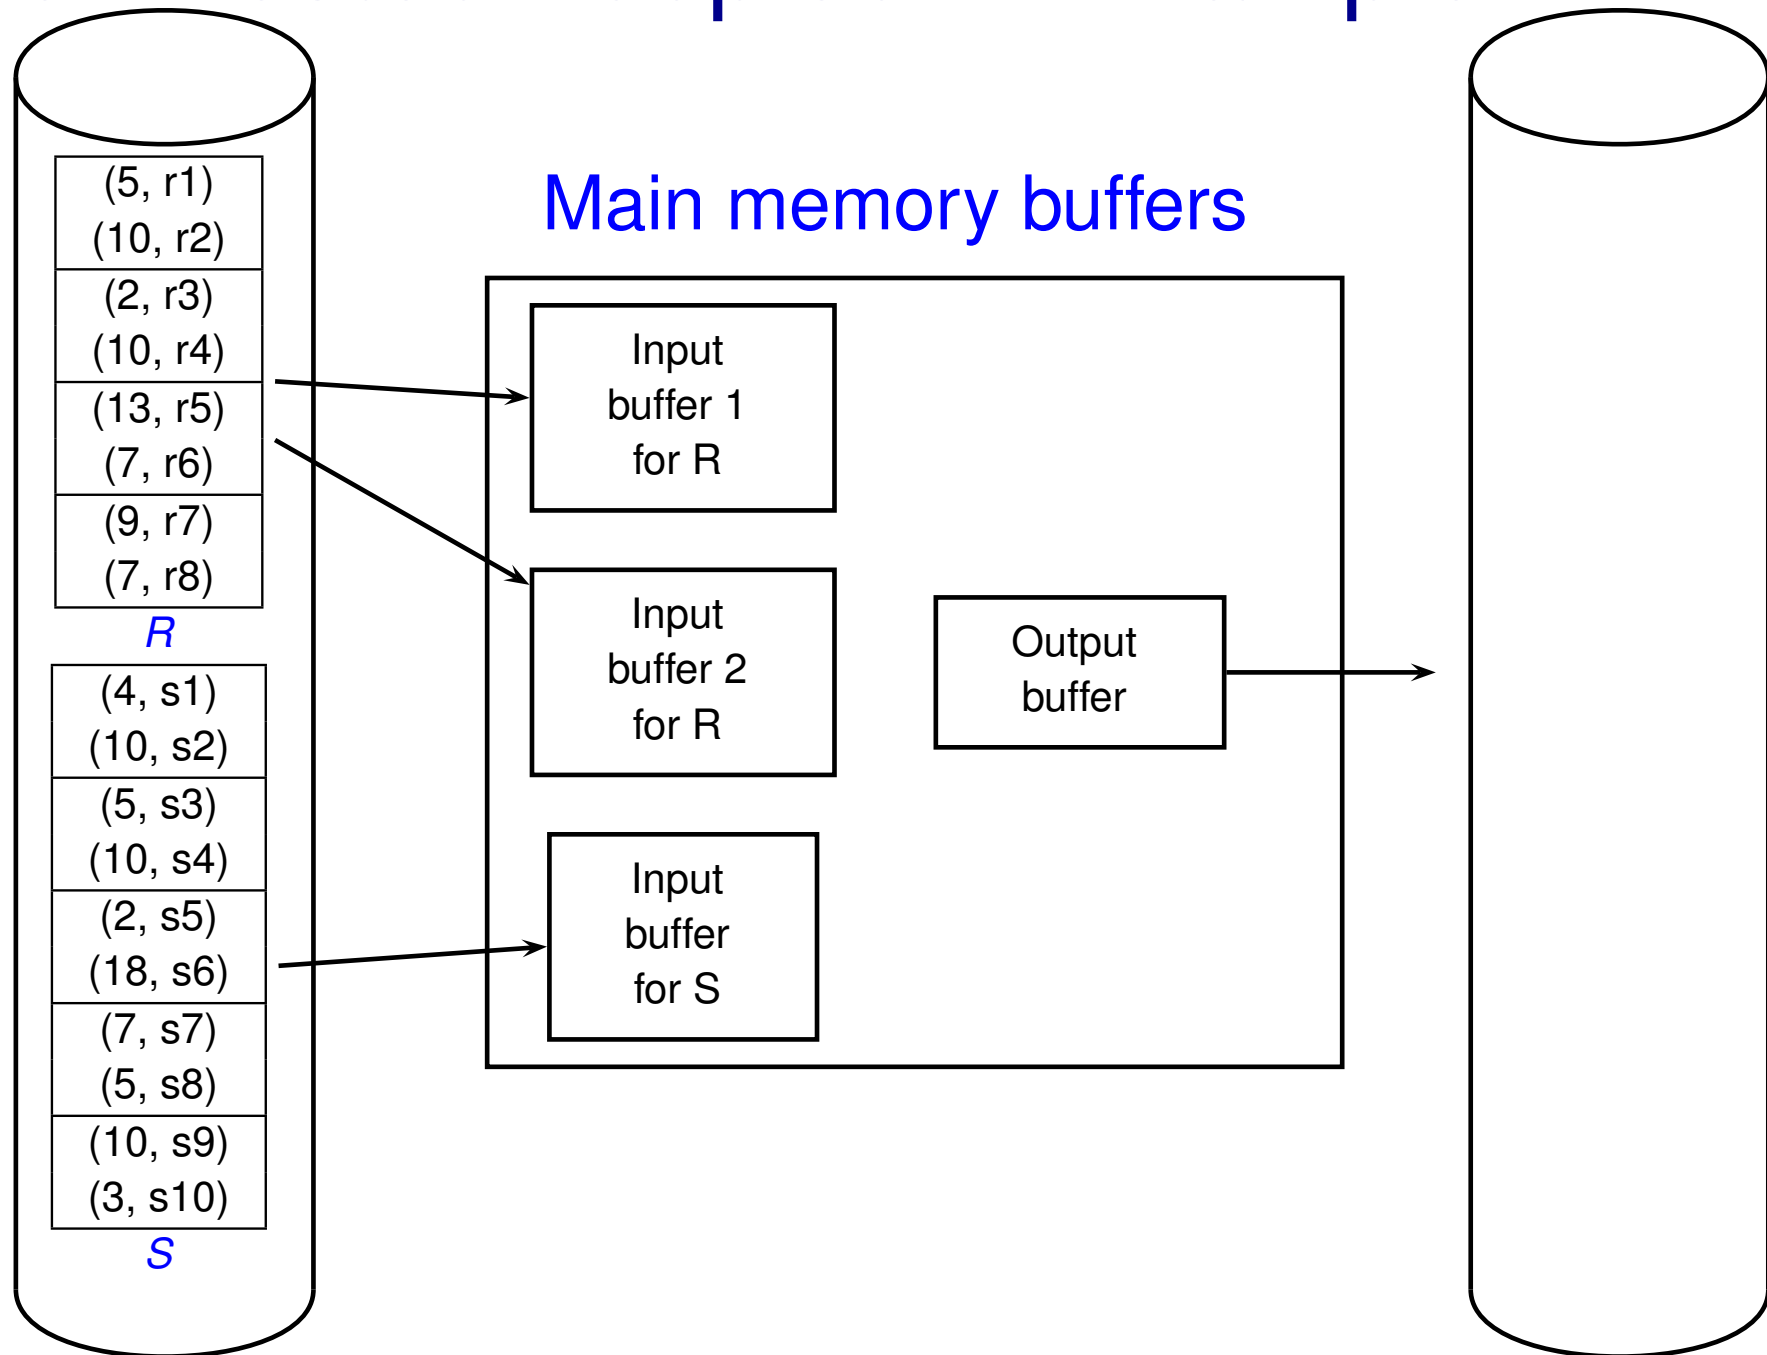 Main memory buffers
(5, r1)
(10, r2)
(2, r3)
(10, r4)
(13, r5)
(7, r6)
(9, r7)
(7, r8)
R
(4, s1)
(10, s2)
(5, s3)
(10, s4)
(2, s5)
(18, s6)
(7, s7)
(5, s8)
(10, s9)
(3, s10)
S
Input
buffer 1
for R
Input
buffer 2
for R
Input
buffer
for S
Output
buffer